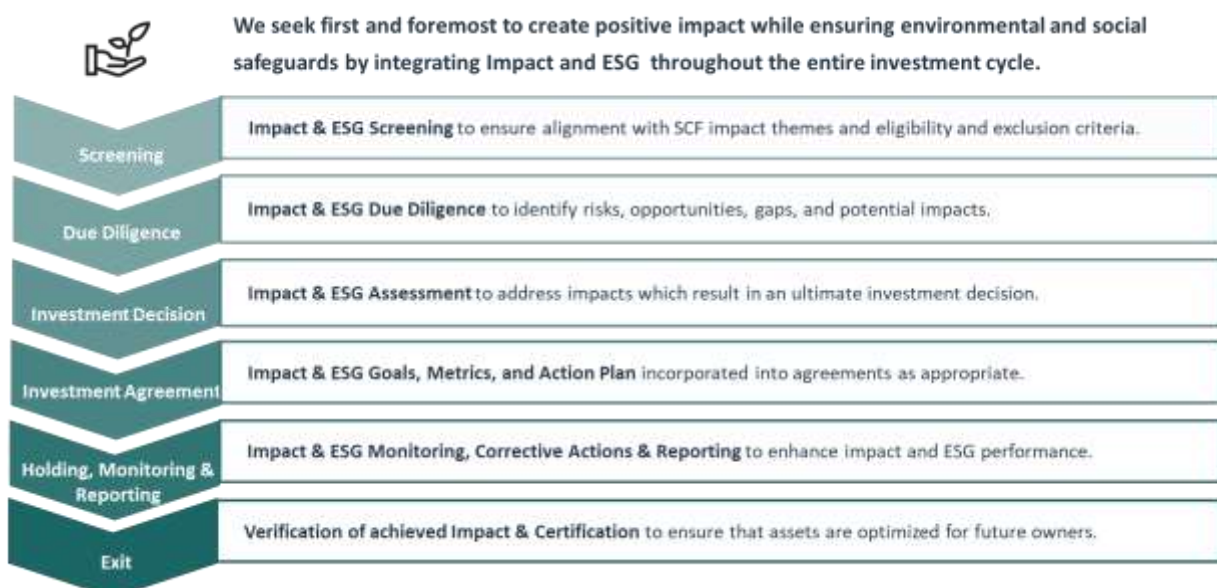 We seek first and foremost to create positive impact while ensuring environmental and social
safeguards by integrating Impact and ESG throughout the entire investment cycle.
Screening
Impact & ESG Screening to ensure alignment with SCF impact themes and eligibility and exclusion criteria.
Due Diligence
Impact & ESG Due Diligence to identify risks, opportunities, gaps, and potential impacts.
Investment Decision
Impact & ESG Assessment to address impacts which result in an ultimate investment decision.
Investment Agreement
Impact & ESG Goals, Metrics, and Action Plan incorporated into agreements as appropriate.
Holding, Monitoring &
Reporting
Impact & ESG Monitoring, Corrective Actions & Reporting to enhance impact and ESG performance.
Exit
Verification of achieved Impact & Certification to ensure that assets are optimized for future owners.